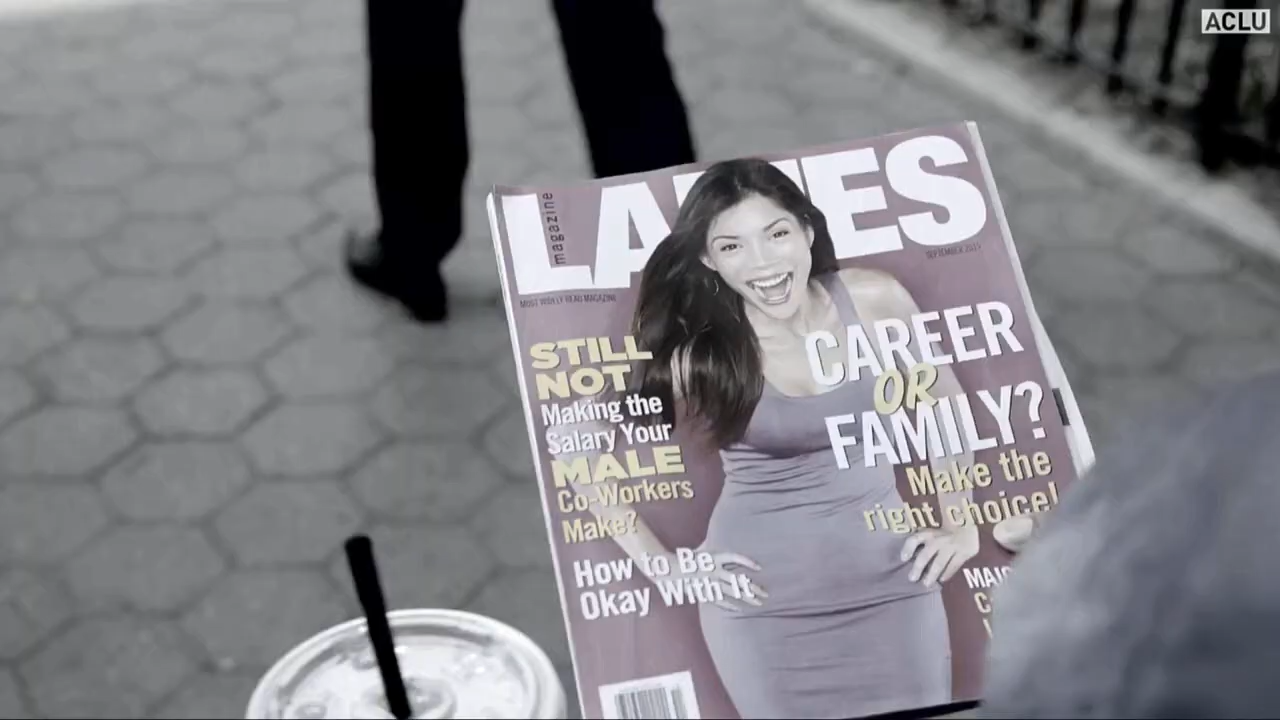 ACLU
LADIES
magazine
SEPTEMBER 2015
MOST WIDELY READ MAGAZINE
STILL
NOT
Making the
Salary Your
MALE
Co-Workers
Make?
How to Be
Okay With It
CAREER
OR
FAMILY?
Make the
right choice!